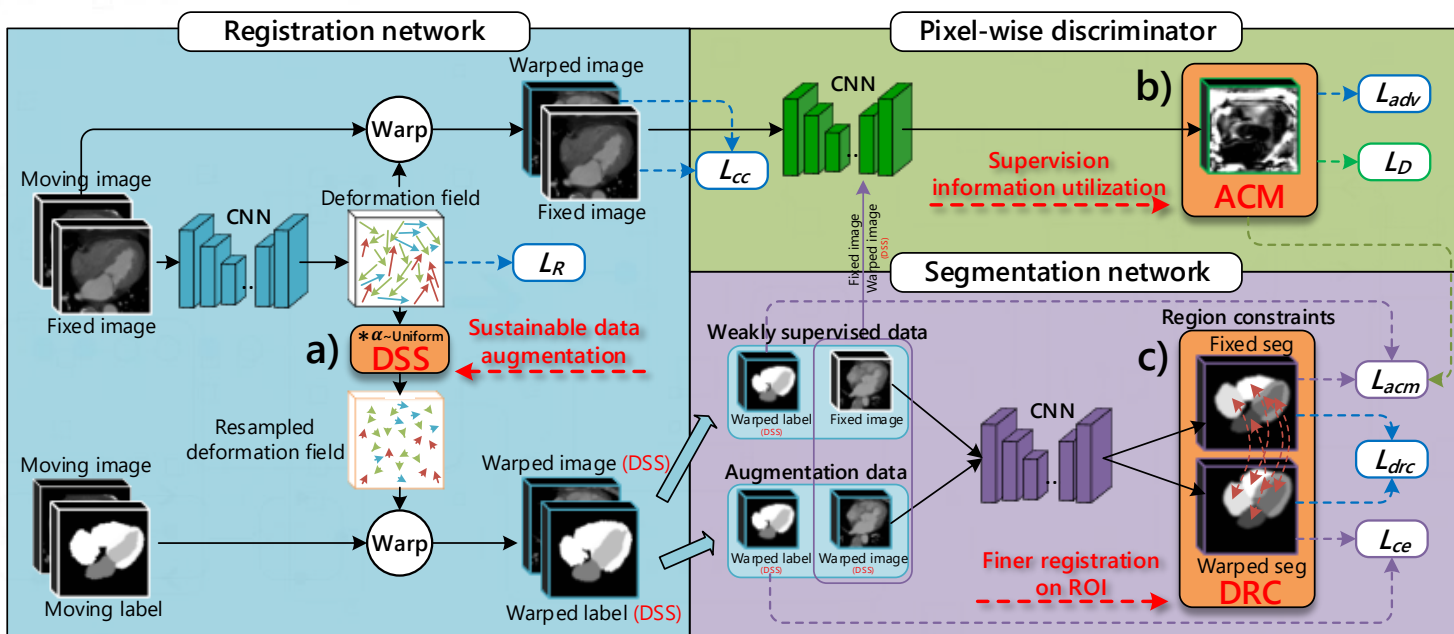 Registration network
Warped image
Warp
Fixed image
L_cc
Moving image
CNN
Deformation field
Fixed image
L_R
a)
*α~Uniform
DSS
Sustainable data
augmentation
Resampled
deformation field
Moving image
Moving label
Warp
Warped image (DSS)
Warped label (DSS)
Pixel-wise discriminator
CNN
b)
ACM
L_adv
L_D
Supervision
information utilization
Fixed image
Warped image
(DSS)
Segmentation network
Weakly supervised data
Warped label
(DSS)
Fixed image
Augmentation data
Warped label
(DSS)
Warped image
(DSS)
CNN
Region constraints
c)
Fixed seg
Warped seg
DRC
L_acm
L_drc
L_ce
Finer registration
on ROI